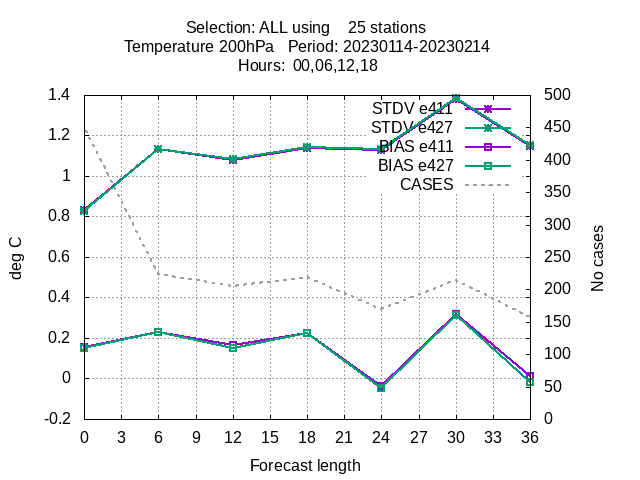 Selection: ALL using    25 stations
Temperature 200hPa   Period: 20230114-20230214
Hours:  00,06,12,18
1.4
1.2
1
0.8
0.6
0.4
0.2
0
-0.2
deg C
STDV e411
STDV e427
BIAS e411
BIAS e427
CASES
500
450
400
350
300
250
200
150
100
50
0
No cases
0 3 6 9 12 15 18 21 24 27 30 33 36
Forecast length